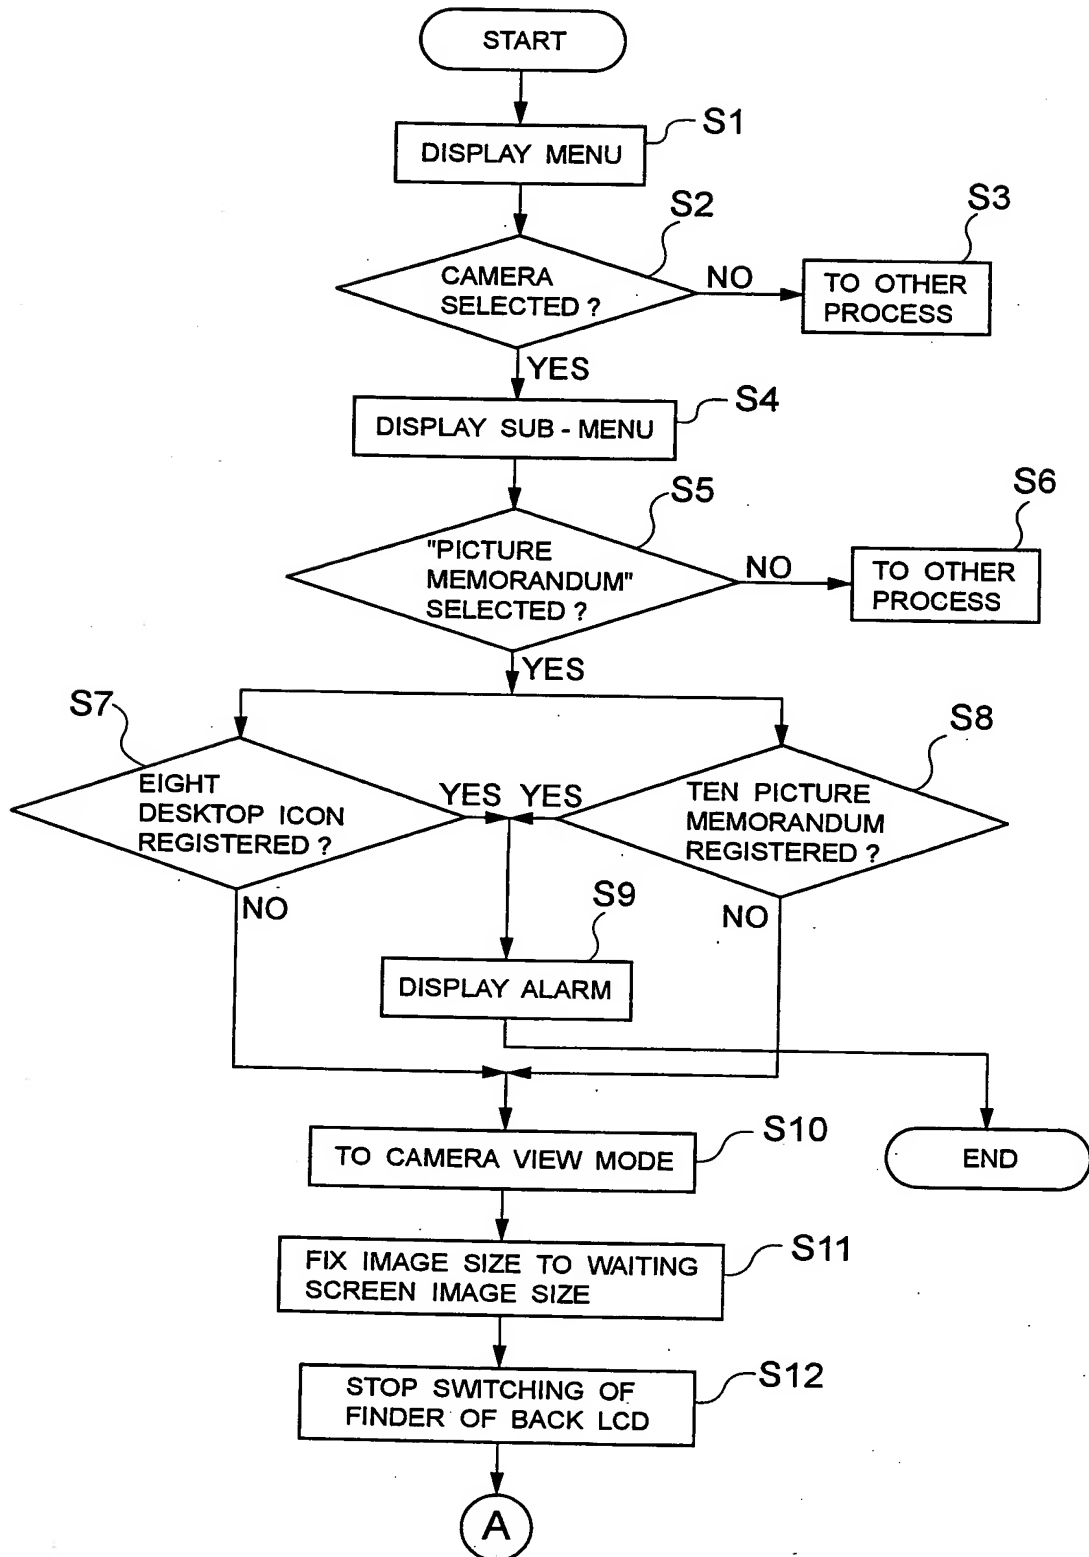 START
S1
DISPLAY MENU
S2
S3
CAMERA
SELECTED ?
NO
TO OTHER
PROCESS
YES
S4
DISPLAY SUB - MENU
S5
S6
"PICTURE
MEMORANDUM"
SELECTED ?
NO
TO OTHER
PROCESS
YES
S7
S8
EIGHT
DESKTOP ICON
REGISTERED ?
YES
YES
TEN PICTURE
MEMORANDUM
REGISTERED ?
NO
S9
NO
DISPLAY ALARM
S10
TO CAMERA VIEW MODE
END
S11
FIX IMAGE SIZE TO WAITING
SCREEN IMAGE SIZE
S12
STOP SWITCHING OF
FINDER OF BACK LCD
A